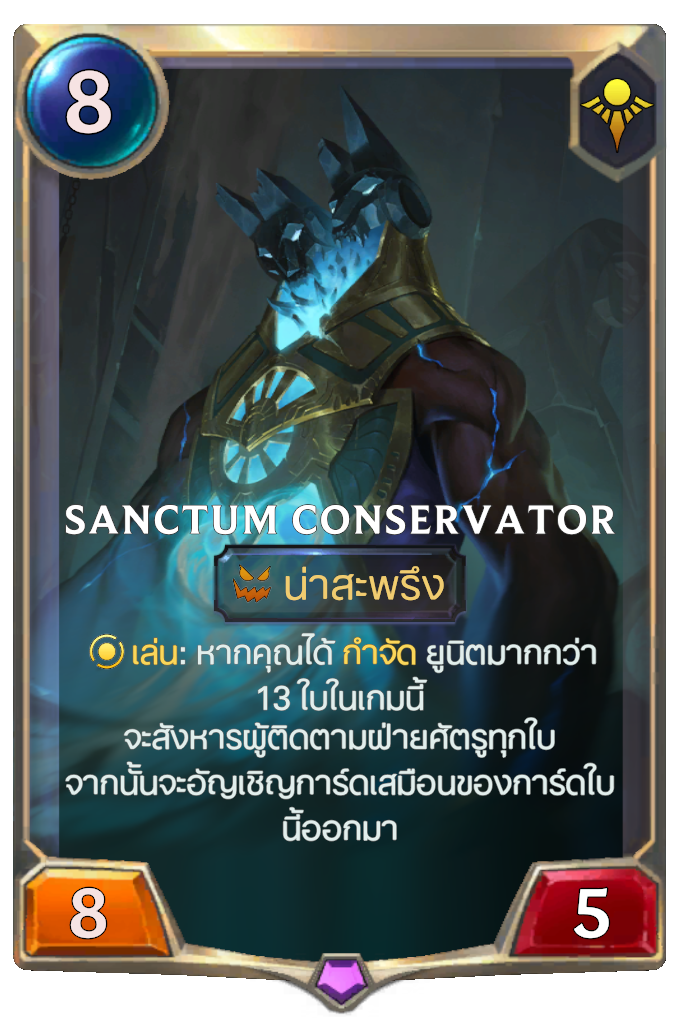 8
SANCTUM CONSERVATOR
น่าสะพรึง
เล่น: หากคุณได้ กำจัด ยูนิตมากกว่า
13 ใบในเกมนี้
จะสังหารผู้ติดตามฝ่ายศัตรูทุกใบ
จากนั้นจะอัญเชิญการ์ดเสมือนของการ์ดใบ
นี้ออกมา
8 5